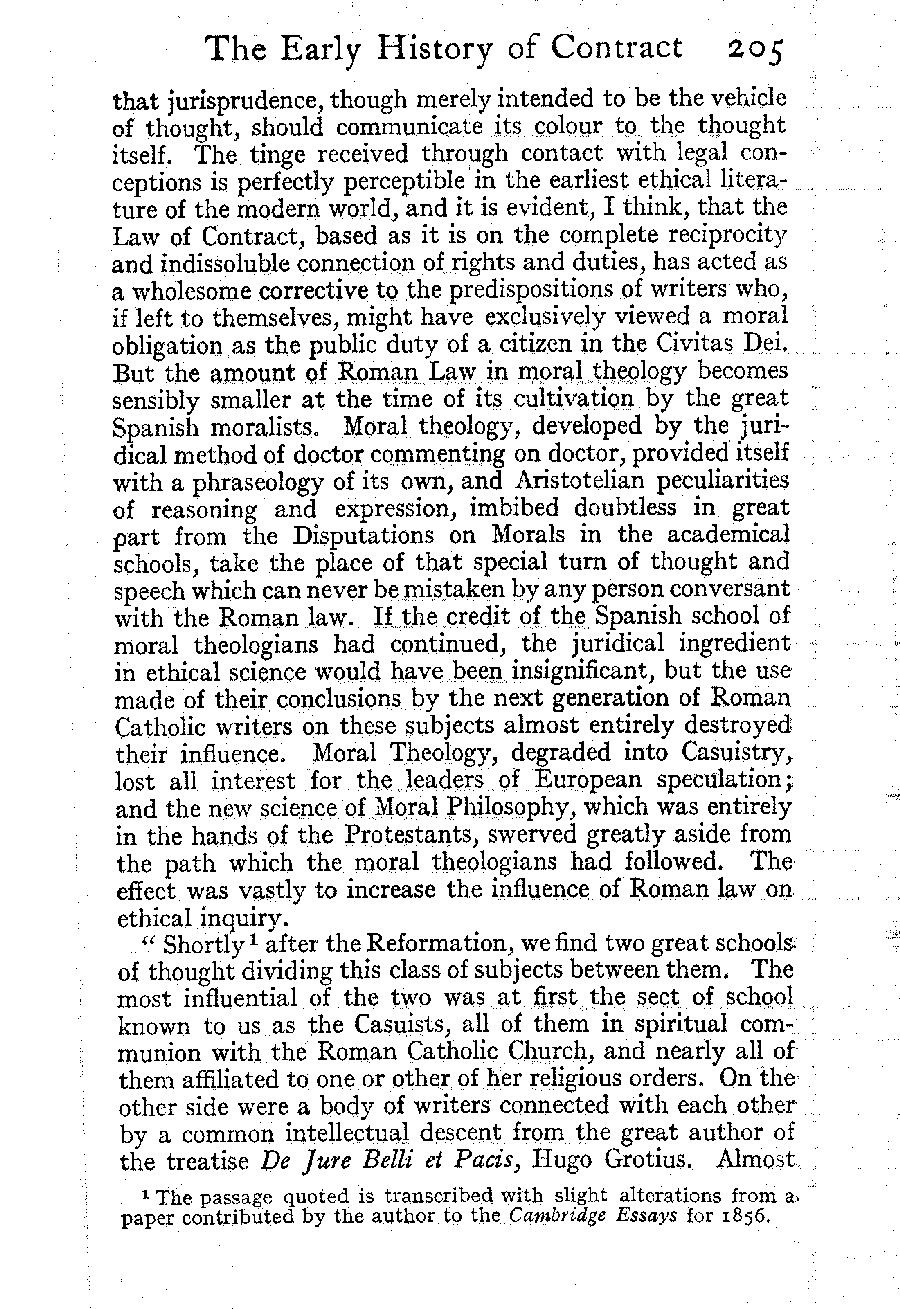 The Early History of Contract 205
that jurisprudence, though merely intended to be the vehicle
of thought, should communicate its colour to the thought
itself. The tinge received through contact with legal con-
ceptions is perfectly perceptible in the earliest ethical litera-
ture of the modern world, and it is evident, I think, that the
Law of Contract, based as it is on the complete reciprocity
and indissoluble connection of rights and duties, has acted as
a wholesome corrective to the predispositions of writers who,
if left to themselves, might have exclusively viewed a moral
obligation as the public duty of a citizen in the Civitas Dei.
But the amount of Roman Law in moral theology becomes
sensibly smaller at the time of its cultivation by the great
Spanish moralists. Moral theology, developed by the juri-
dical method of doctor commenting on doctor, provided itself
with a phraseology of its own, and Aristotelian peculiarities
of reasoning and expression, imbibed doubtless in great
part from the Disputations on Morals in the academical
schools, take the place of that special turn of thought and
speech which can never be mistaken by any person conversant
with the Roman law. If the credit of the Spanish school of
moral theologians had continued, the juridical ingredient
in ethical science would have been insignificant, but the use
made of their conclusions by the next generation of Roman
Catholic writers on these subjects almost entirely destroyed
their influence. Moral Theology, degraded into Casuistry,
lost all interest for the leaders of European speculation;
and the new science of Moral Philosophy, which was entirely
in the hands of the Protestants, swerved greatly aside from
the path which the moral theologians had followed. The
effect was vastly to increase the influence of Roman law on
ethical inquiry.
“ Shortly ¹ after the Reformation, we find two great schools
of thought dividing this class of subjects between them. The
most influential of the two was at first the sect of school
known to us as the Casuists, all of them in spiritual com-
munion with the Roman Catholic Church, and nearly all of
them affiliated to one or other of her religious orders. On the
other side were a body of writers connected with each other
by a common intellectual descent from the great author of
the treatise De Jure Belli et Pacis, Hugo Grotius. Almost
¹ The passage quoted is transcribed with slight alterations from a
paper contributed by the author to the Cambridge Essays for 1856.